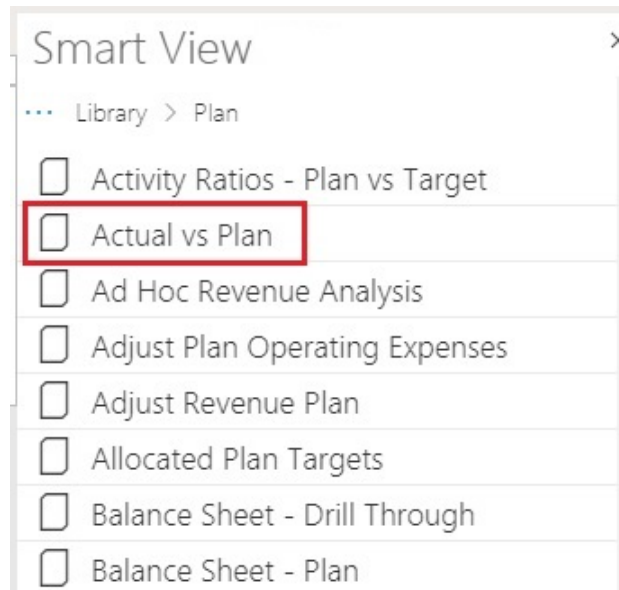 Smart View
... Library > Plan
Activity Ratios - Plan vs Target
Actual vs Plan
Ad Hoc Revenue Analysis
Adjust Plan Operating Expenses
Adjust Revenue Plan
Allocated Plan Targets
Balance Sheet - Drill Through
Balance Sheet - Plan